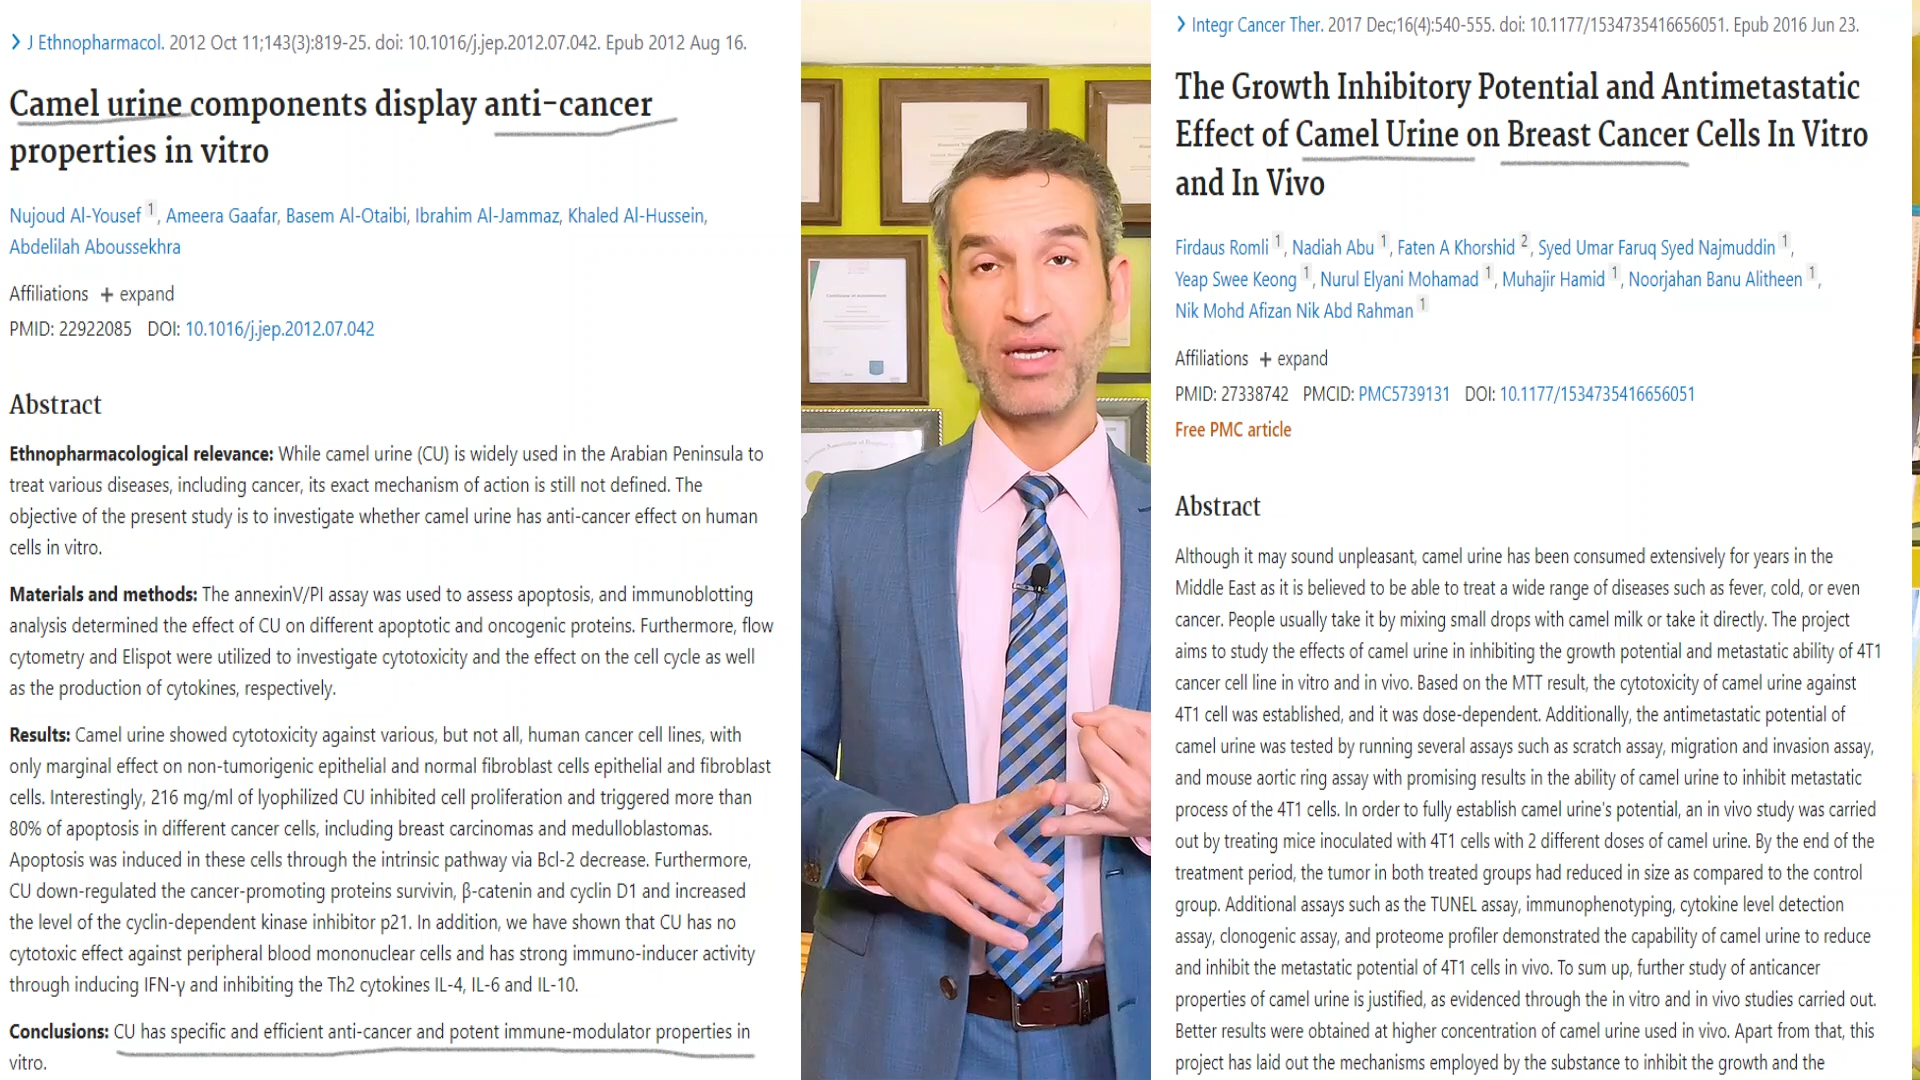 J Ethnopharmacol. 2012 Oct 11;143(3):819-25. doi: 10.1016/j.jep.2012.07.042. Epub 2012 Aug 16.
Camel urine components display anti-cancer
properties in vitro
Nujoud Al-Yousef 1, Ameera Gaafar, Basem Al-Otaibi, Ibrahim Al-Jammaz, Khaled Al-Hussein,
Abdelilah Aboussekhra
Affiliations + expand
PMID: 22922085 DOI: 10.1016/j.jep.2012.07.042
Abstract
Ethnopharmacological relevance: While camel urine (CU) is widely used in the Arabian Peninsula to
treat various diseases, including cancer, its exact mechanism of action is still not defined. The
objective of the present study is to investigate whether camel urine has anti-cancer effect on human
cells in vitro.
Materials and methods: The annexinV/PI assay was used to assess apoptosis, and immunoblotting
analysis determined the effect of CU on different apoptotic and oncogenic proteins. Furthermore, flow
cytometry and Elispot were utilized to investigate cytotoxicity and the effect on the cell cycle as well
as the production of cytokines, respectively.
Results: Camel urine showed cytotoxicity against various, but not all, human cancer cell lines, with
only marginal effect on non-tumorigenic epithelial and normal fibroblast cells epithelial and fibroblast
cells. Interestingly, 216 mg/ml of lyophilized CU inhibited cell proliferation and triggered more than
80% of apoptosis in different cancer cells, including breast carcinomas and medulloblastomas.
Apoptosis was induced in these cells through the intrinsic pathway via Bcl-2 decrease. Furthermore,
CU down-regulated the cancer-promoting proteins survivin, β-catenin and cyclin D1 and increased
the level of the cyclin-dependent kinase inhibitor p21. In addition, we have shown that CU has no
cytotoxic effect against peripheral blood mononuclear cells and has strong immuno-inducer activity
through inducing IFN-γ and inhibiting the Th2 cytokines IL-4, IL-6 and IL-10.
Conclusions: CU has specific and efficient anti-cancer and potent immune-modulator properties in
vitro.
Integr Cancer Ther. 2017 Dec;16(4):540-555. doi: 10.1177/1534735416656051. Epub 2016 Jun 23.
The Growth Inhibitory Potential and Antimetastatic
Effect of Camel Urine on Breast Cancer Cells In Vitro
and In Vivo
Firdaus Romli 1, Nadiah Abu 1, Faten A Khorshid 2, Syed Umar Faruq Syed Najmuddin 1,
Yeap Swee Keong 1, Nurul Elyani Mohamad 1, Muhajir Hamid 1, Noorjahan Banu Alitheen 1,
Nik Mohd Afizan Nik Abd Rahman 1
Affiliations + expand
PMID: 27338742 PMCID: PMC5739131 DOI: 10.1177/1534735416656051
Free PMC article
Abstract
Although it may sound unpleasant, camel urine has been consumed extensively for years in the
Middle East as it is believed to be able to treat a wide range of diseases such as fever, cold, or even
cancer. People usually take it by mixing small drops with camel milk or take it directly. The project
aims to study the effects of camel urine in inhibiting the growth potential and metastatic ability of 4T1
cancer cell line in vitro and in vivo. Based on the MTT result, the cytotoxicity of camel urine against
4T1 cell was established, and it was dose-dependent. Additionally, the antimetastatic potential of
camel urine was tested by running several assays such as scratch assay, migration and invasion assay,
and mouse aortic ring assay with promising results in the ability of camel urine to inhibit metastatic
process of the 4T1 cells. In order to fully establish camel urine's potential, an in vivo study was carried
out by treating mice inoculated with 4T1 cells with 2 different doses of camel urine. By the end of the
treatment period, the tumor in both treated groups had reduced in size as compared to the control
group. Additional assays such as the TUNEL assay, immunophenotyping, cytokine level detection
assay, clonogenic assay, and proteome profiler demonstrated the capability of camel urine to reduce
and inhibit the metastatic potential of 4T1 cells in vivo. To sum up, further study of anticancer
properties of camel urine is justified, as evidenced through the in vitro and in vivo studies carried out.
Better results were obtained at higher concentration of camel urine used in vivo. Apart from that, this
project has laid out the mechanisms employed by the substance to inhibit the growth and the